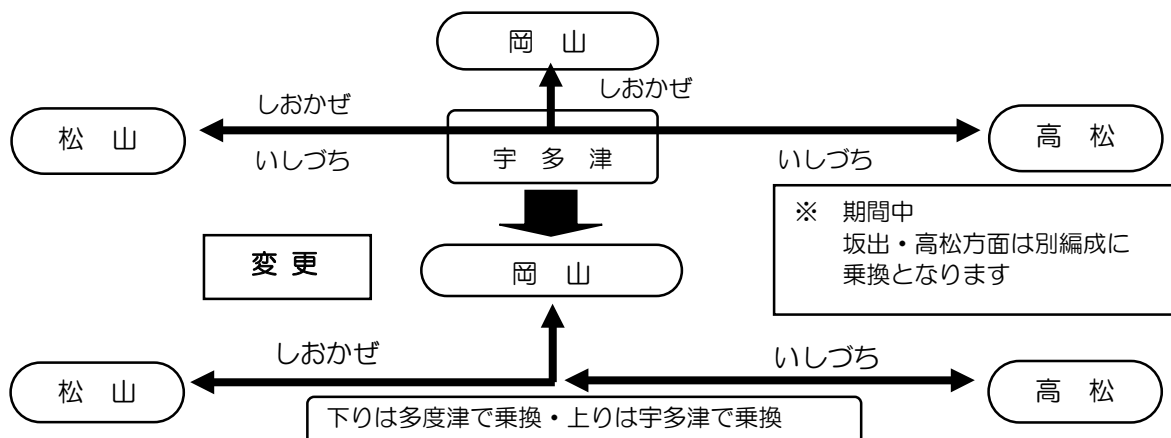 岡 山
しおかぜ
しおかぜ
松 山
高 松
いしづち
宇 多 津
いしづち
※ 期間中
坂出・高松方面は別編成に
乗換となります
変 更
岡 山
しおかぜ
いしづち
松 山
高 松
下りは多度津で乗換・上りは宇多津で乗換